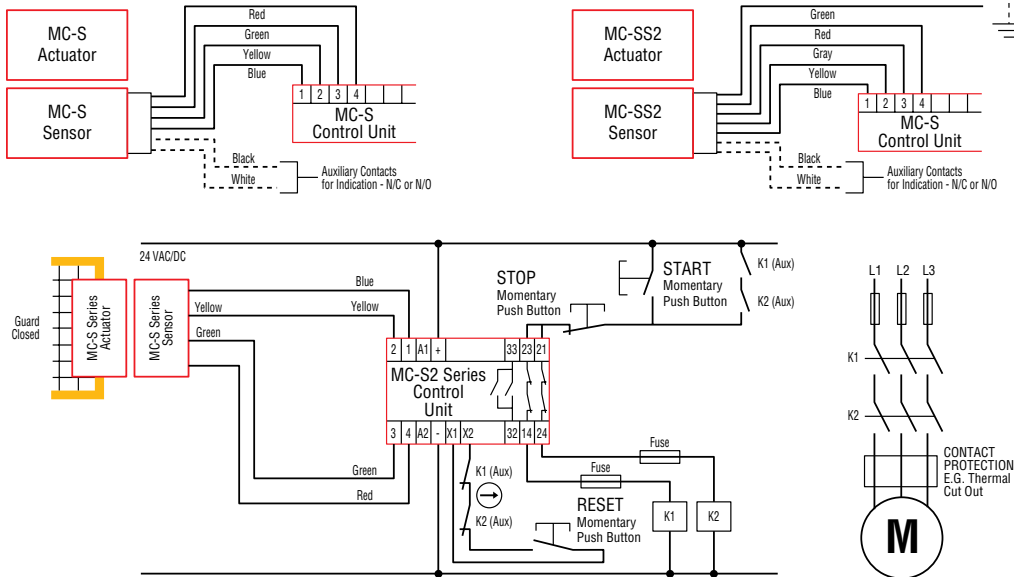 MC-S
Actuator
MC-S
Sensor
Red
Green
Yellow
Blue
1 2 3 4
MC-S
Control Unit
Black
White
Auxiliary Contacts
for Indication - N/C or N/O
MC-SS2
Actuator
MC-SS2
Sensor
Green
Red
Gray
Yellow
Blue
1 2 3 4
MC-S
Control Unit
Black
White
Auxiliary Contacts
for Indication - N/C or N/O
24 VAC/DC
Guard
Closed
MC-S Series
Actuator
MC-S Series
Sensor
Blue
Yellow
Yellow
Green
Green
Red
2 1 A1 + 33 23 21
MC-S2 Series
Control
Unit
3 4 A2 - X1 X2 32 14 24
STOP
Momentary
Push Button
START
Momentary
Push Button
K1 (Aux)
K2 (Aux)
K1 (Aux)
K2 (Aux)
Fuse
Fuse
RESET
Momentary
Push Button
K1
K2
L1 L2 L3
K1
K2
CONTACT
PROTECTION
E.G. Thermal
Cut Out
M